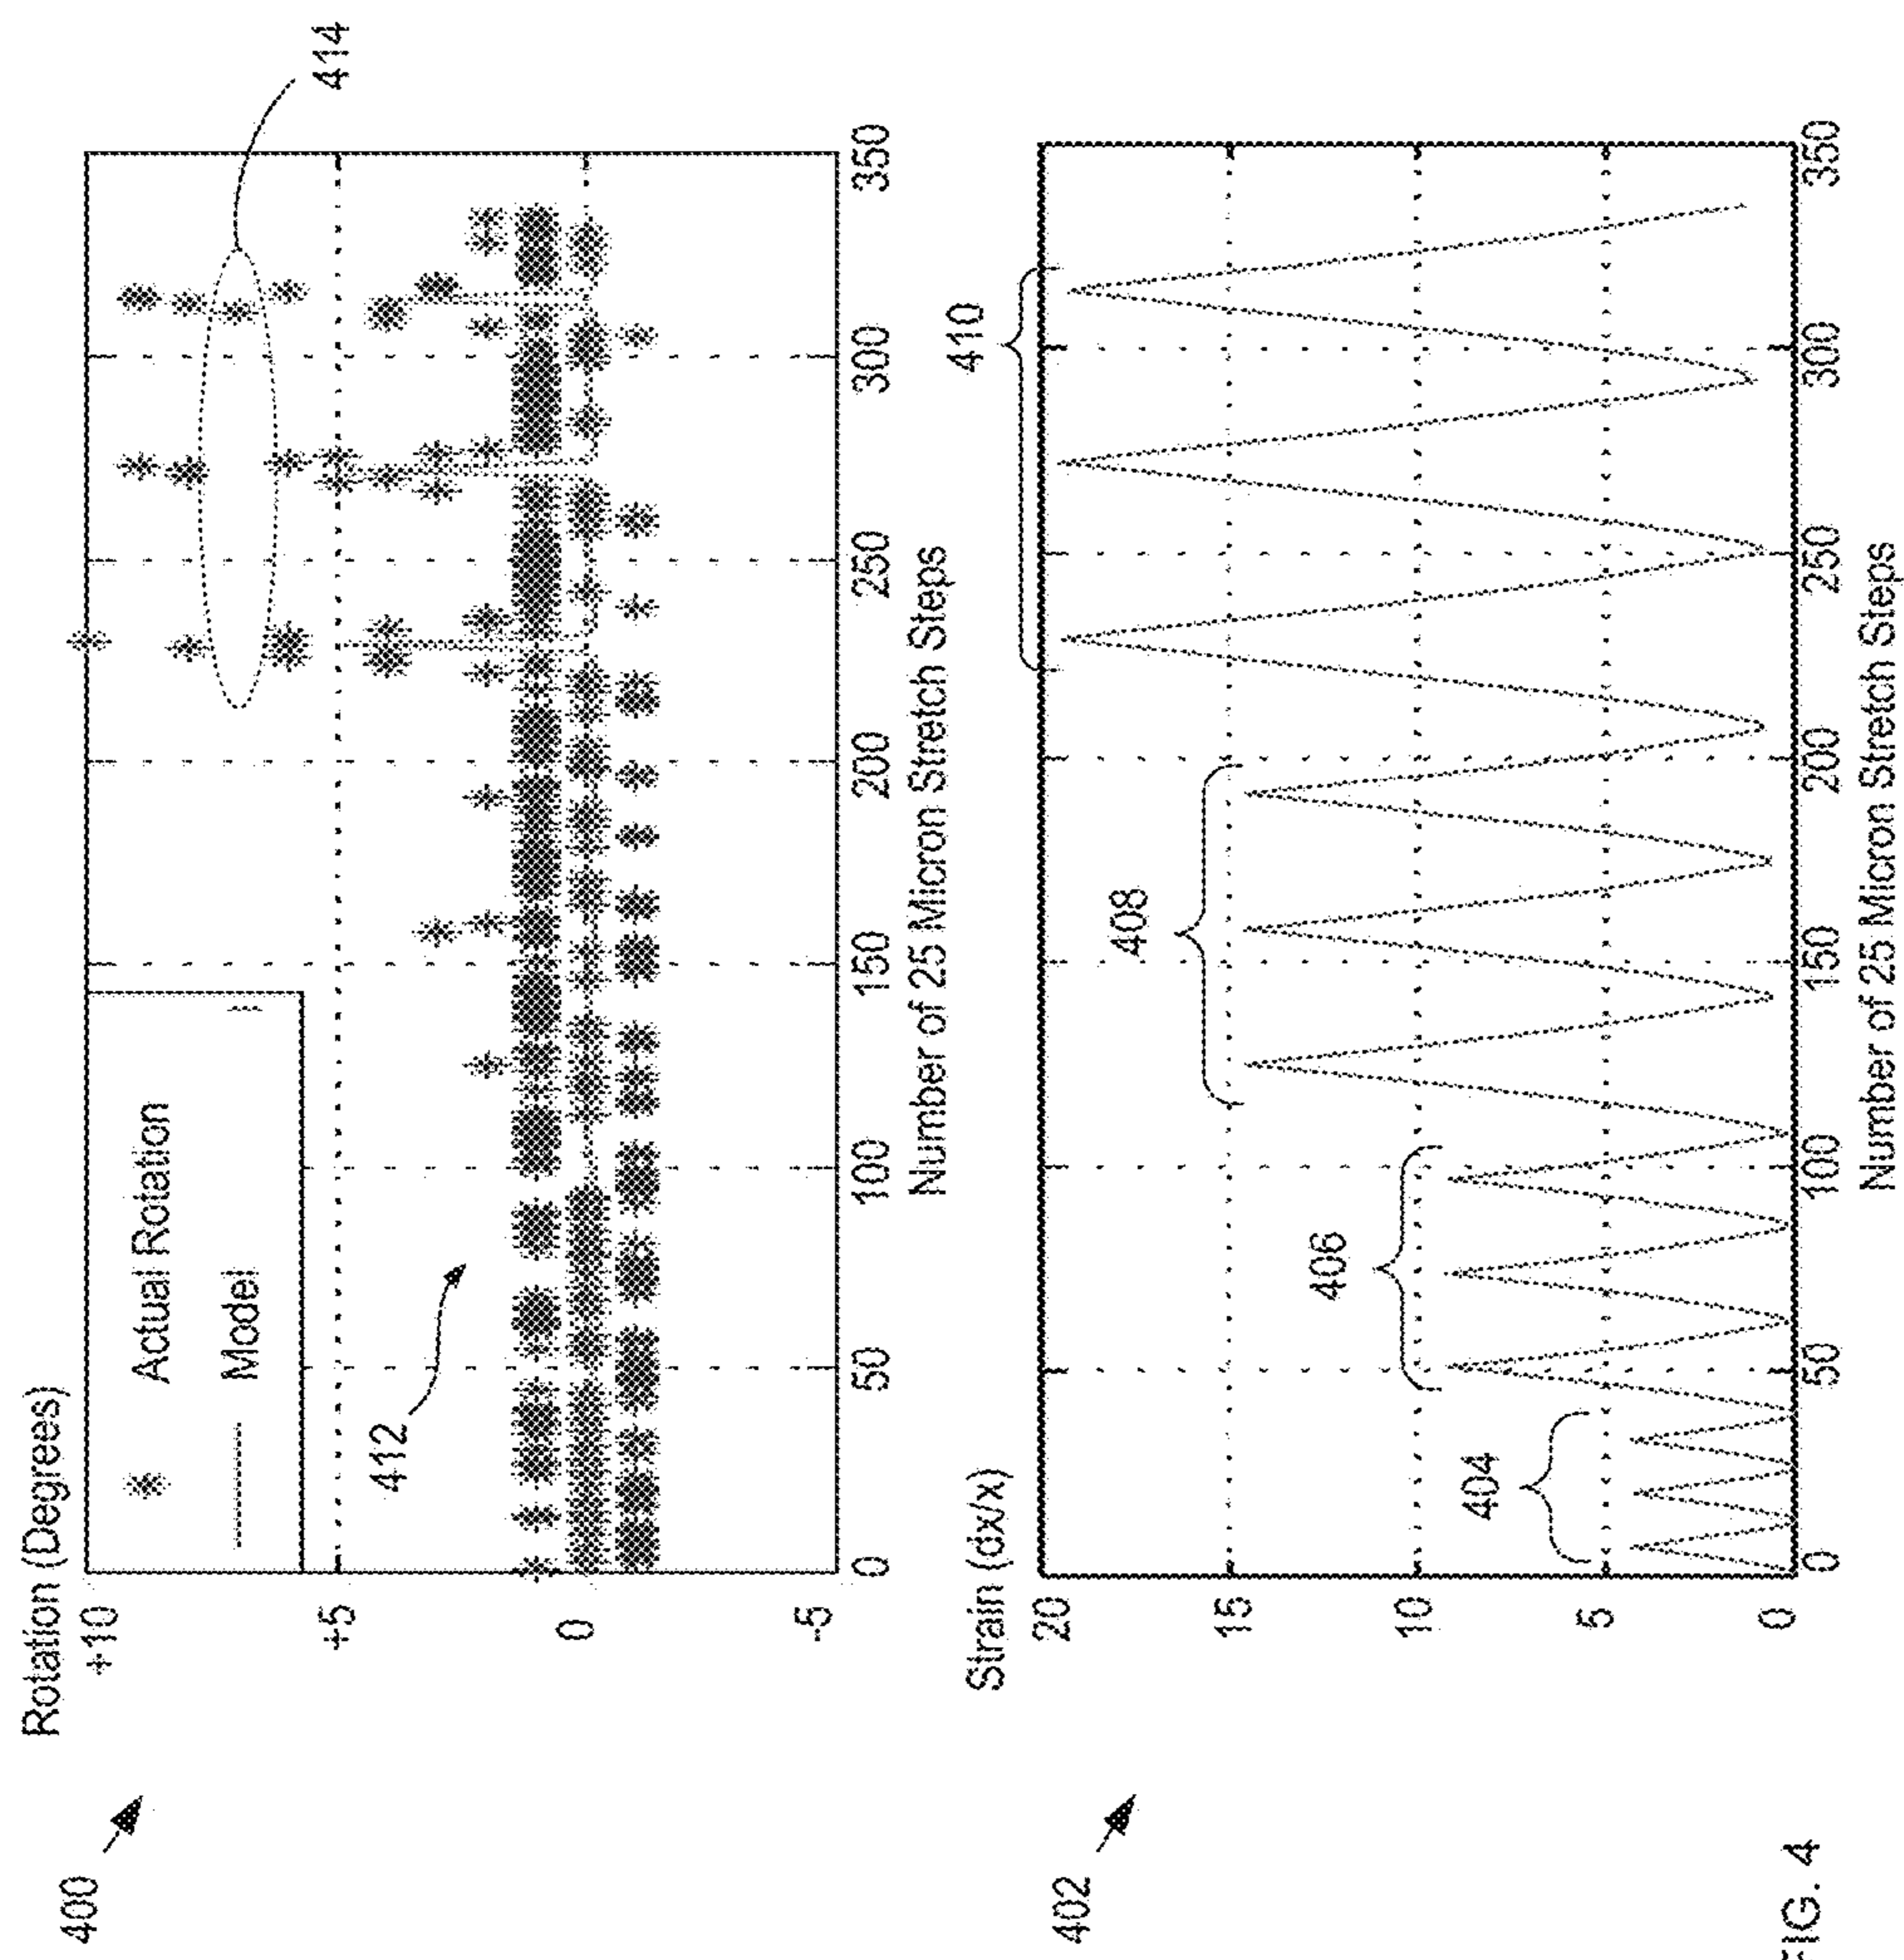 400
Rotation (Degrees)
+10
+5
0
-5
Actual Rotation
Model
412
414
0 50 100 150 200 250 300 350
Number of 25 Micron Stretch Steps
402
Strain (dx/x)
20
15
10
5
0
404
406
408
410
0 50 100 150 200 250 300 350
Number of 25 Micron Stretch Steps
FIG. 4